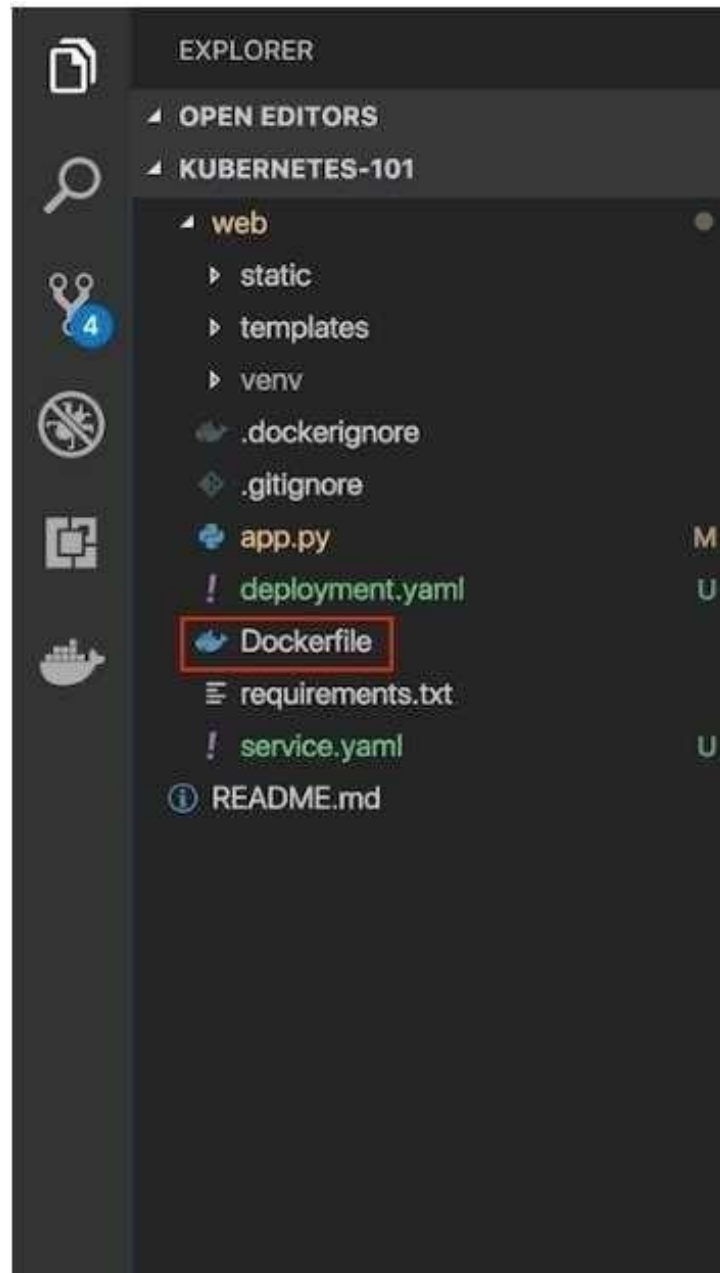 EXPLORER
OPEN EDITORS
KUBERNETES-101
web
static
4
templates
venv
.dockerignore
.gitignore
app.py M
deployment.yaml U
Dockerfile
requirements.txt
service.yaml U
README.md